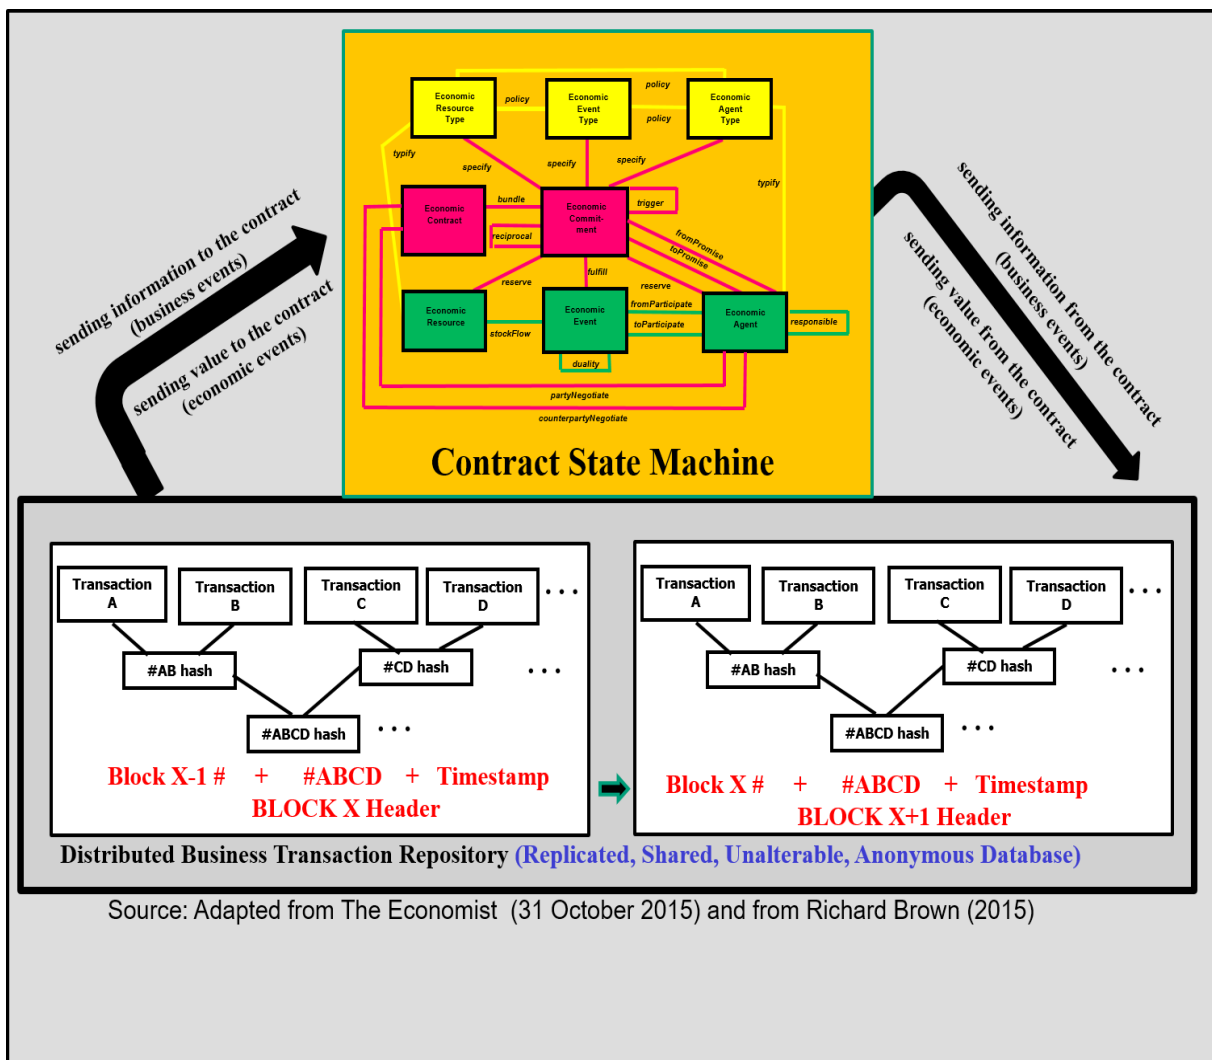 policy
Economic
Resource
Type
policy
Economic
Event
Type
policy
Economic
Agent
Type
typify
specify
specify
specify
typify
Economic
Contract
bundle
Economic
Commit-
ment
trigger
reciprocal
fromPromise
toPromise
reserve
fulfill
reserve
Economic
Resource
stockFlow
Economic
Event
fromParticipate
toParticipate
Economic
Agent
responsible
duality
partyNegotiate
counterpartyNegotiate
Contract State Machine
sending information to the contract
(business events)
sending value to the contract
(economic events)
sending information from the contract
(business events)
sending value from the contract
(economic events)
Transaction
A
Transaction
B
Transaction
C
Transaction
D
. . .
#AB hash
#CD hash
. . .
#ABCD hash
. . .
Block X-1 # + #ABCD + Timestamp
BLOCK X Header
Transaction
A
Transaction
B
Transaction
C
Transaction
D
. . .
#AB hash
#CD hash
. . .
#ABCD hash
. . .
Block X # + #ABCD + Timestamp
BLOCK X+1 Header
Distributed Business Transaction Repository (Replicated, Shared, Unalterable, Anonymous Database)
Source: Adapted from The Economist (31 October 2015) and from Richard Brown (2015)